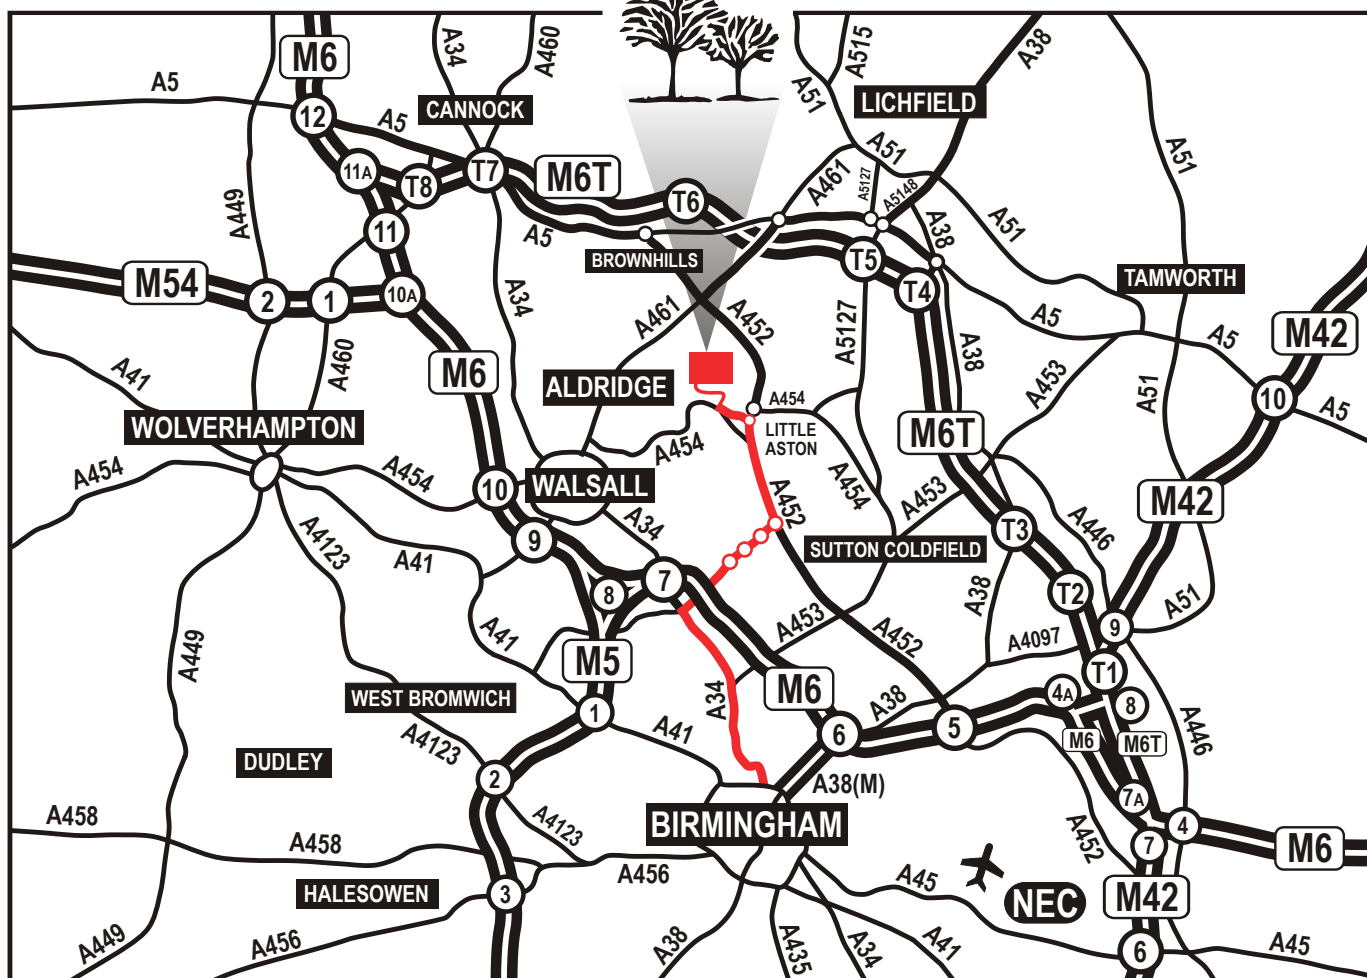 A34
A460
A515
A38
M6
A5
A51
LICHFIELD
CANNOCK
12
A5
A51
A51
11A
T8
T7
M6T
A461
A5127
A5148
T6
A449
11
A5
A38
A51
BROWNHILLS
T5
TAMWORTH
M54
2
1
10A
A34
A461
A452
T4
A5
A5
M42
A460
A41
M6
A5127
A38
A453
ALDRIDGE
A51
10
A5
A454
WOLVERHAMPTON
LITTLE
ASTON
M6T
A454
A454
A454
A454
10
WALSALL
A453
M42
A452
A34
A446
A4123
9
T3
SUTTON COLDFIELD
A41
7
8
T2
A38
A51
A453
A452
9
A449
A41
A4097
M5
T1
M6
A34
4A
8
WEST BROMWICH
1
A38
5
6
A446
A4123
A41
M6
M6T
DUDLEY
2
A38(M)
7A
BIRMINGHAM
4
A458
A4123
A452
7
M6
A458
A456
A45
HALESOWEN
3
NEC
M42
A449
A456
A38
A435
A34
A41
6
A45